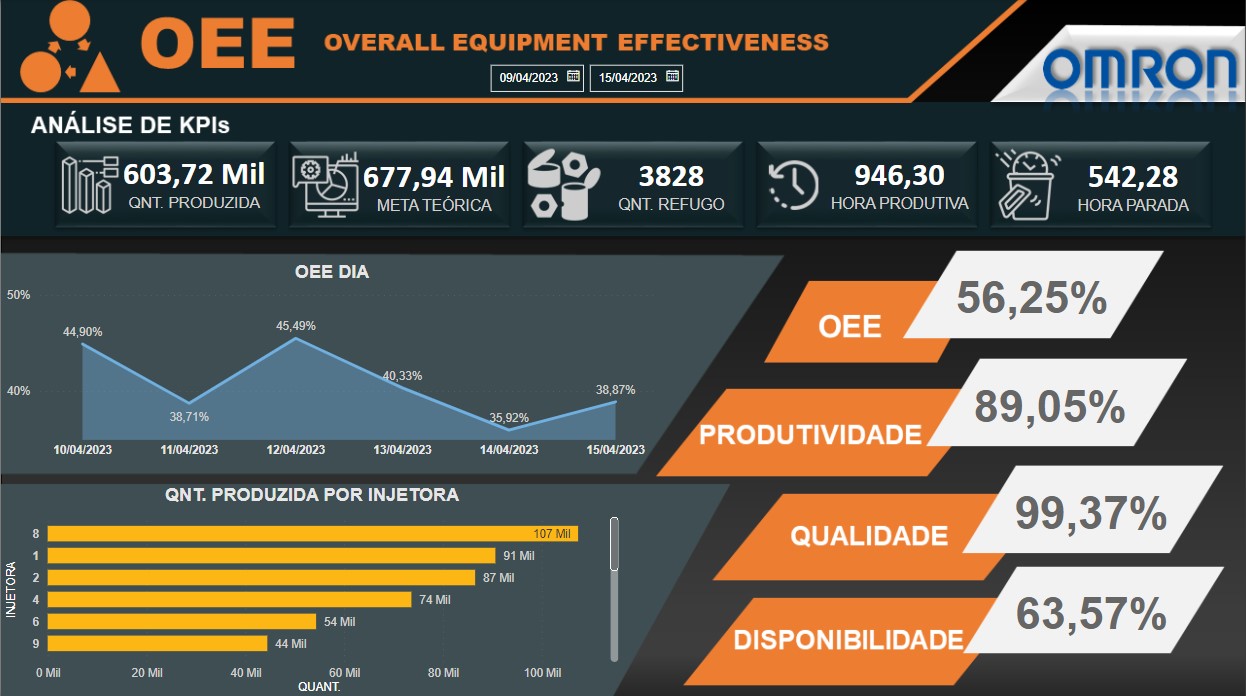 OEE
OVERALL EQUIPMENT EFFECTIVENESS
09/04/2023
15/04/2023
OMRON
ANÁLISE DE KPIs
603,72 Mil
QNT. PRODUZIDA
677,94 Mil
META TEÓRICA
3828
QNT. REFUGO
946,30
HORA PRODUTIVA
542,28
HORA PARADA
OEE DIA
50%
40%
44,90%
38,71%
45,49%
40,33%
35,92%
38,87%
10/04/2023
11/04/2023
12/04/2023
13/04/2023
14/04/2023
15/04/2023
OEE
56,25%
PRODUTIVIDADE
89,05%
QUALIDADE
99,37%
DISPONIBILIDADE
63,57%
QNT. PRODUZIDA POR INJETORA
INJETORA
8
107 Mil
1
91 Mil
2
87 Mil
4
74 Mil
6
54 Mil
9
44 Mil
0 Mil
20 Mil
40 Mil
60 Mil
80 Mil
100 Mil
QUANT.